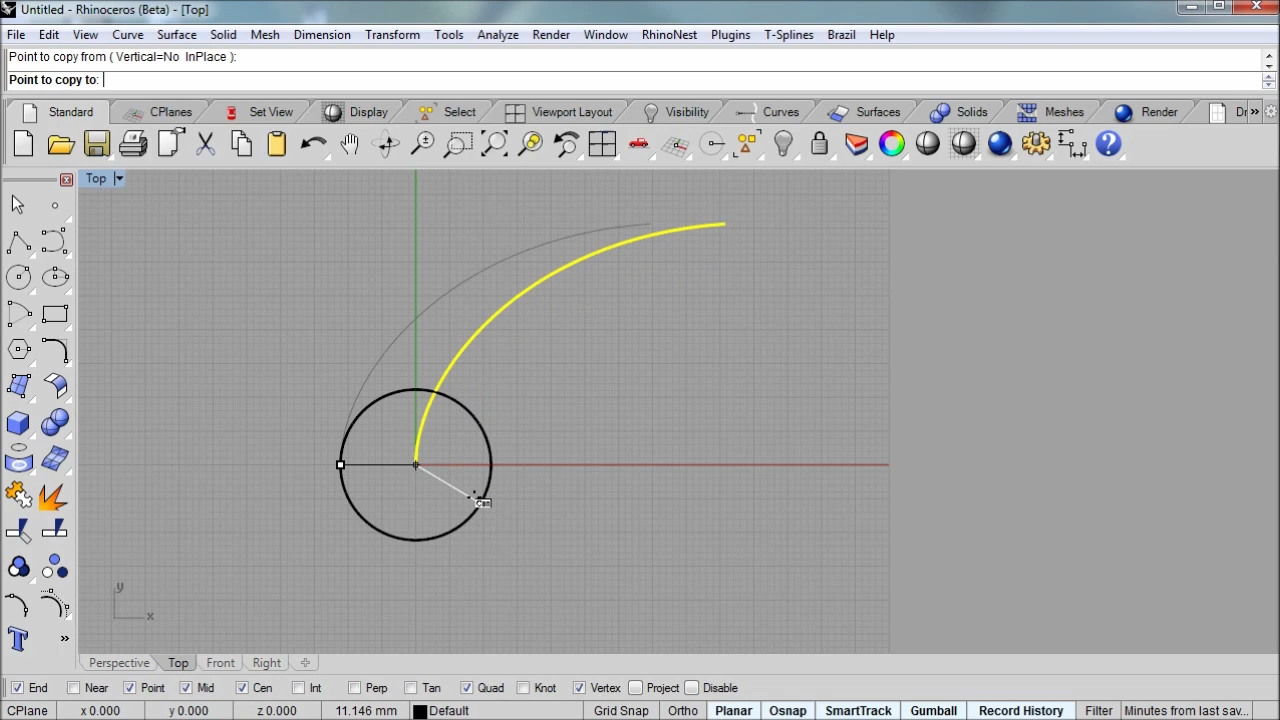 Untitled - Rhinoceros (Beta) - [Top]
File Edit View Curve Surface Solid Mesh Dimension Transform Tools Analyze Render Window RhinoNest Plugins T-Splines Brazil Help
Point to copy from ( Vertical=No InPlace ):
Point to copy to:
Standard CPlanes Set View Display Select Viewport Layout Visibility Curves Surfaces Solids Meshes Render Dr »
Top
Cen
y
x
T »
Perspective Top Front Right
End Near Point Mid Cen Int Perp Tan Quad Knot Vertex Project Disable
CPlane x 0.000 y 0.000 z 0.000 11.146 mm Default Grid Snap Ortho Planar Osnap SmartTrack Gumball Record History Filter Minutes from last sav...